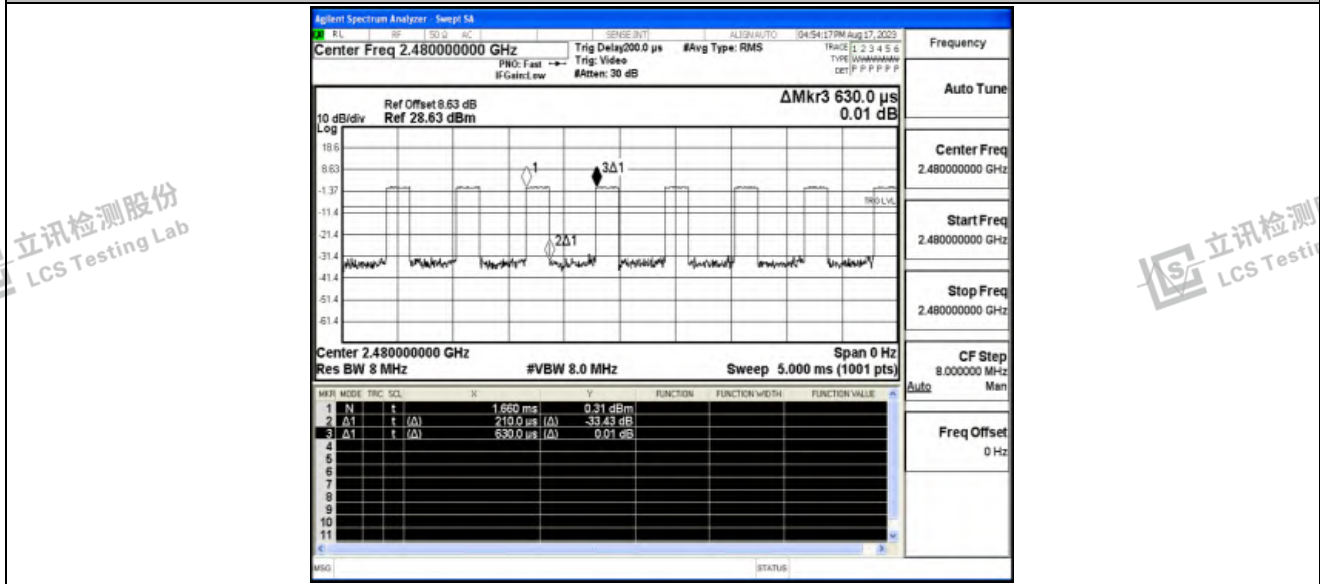 Agilent Spectrum Analyzer - Swept SA
RL RF 50 Ω AC SENSE:INT ALIGNAUTO 04:54:17 PM Aug 17, 2023
Center Freq 2.480000000 GHz
PNO: Fast
IFGain:Low
Trig Delay200.0 µs
Trig: Video
#Atten: 30 dB
#Avg Type: RMS
TRACE 1 2 3 4 5 6
TYPE
DET P P P P P P
Ref Offset 8.63 dB
10 dB/div Ref 28.63 dBm
Log
ΔMkr3 630.0 µs
0.01 dB
18.6
8.63
-1.37
-11.4
-21.4
-31.4
-41.4
-51.4
-61.4
1
3Δ1
2Δ1
TRIG LVL
Center 2.480000000 GHz Span 0 Hz
Res BW 8 MHz #VBW 8.0 MHz Sweep 5.000 ms (1001 pts)
MKR MODE TRC SCL X Y FUNCTION FUNCTION WIDTH FUNCTION VALUE
1 N t 1.660 ms 0.31 dBm
2 Δ1 t (Δ) 210.0 µs (Δ) -33.43 dB
3 Δ1 t (Δ) 630.0 µs (Δ) 0.01 dB
4
5
6
7
8
9
10
11
MSG STATUS
Frequency
Auto Tune
Center Freq
2.480000000 GHz
Start Freq
2.480000000 GHz
Stop Freq
2.480000000 GHz
CF Step
8.000000 MHz
Auto Man
Freq Offset
0 Hz
立讯检测股份
LCS Testing Lab
立讯检测
LCS Testi